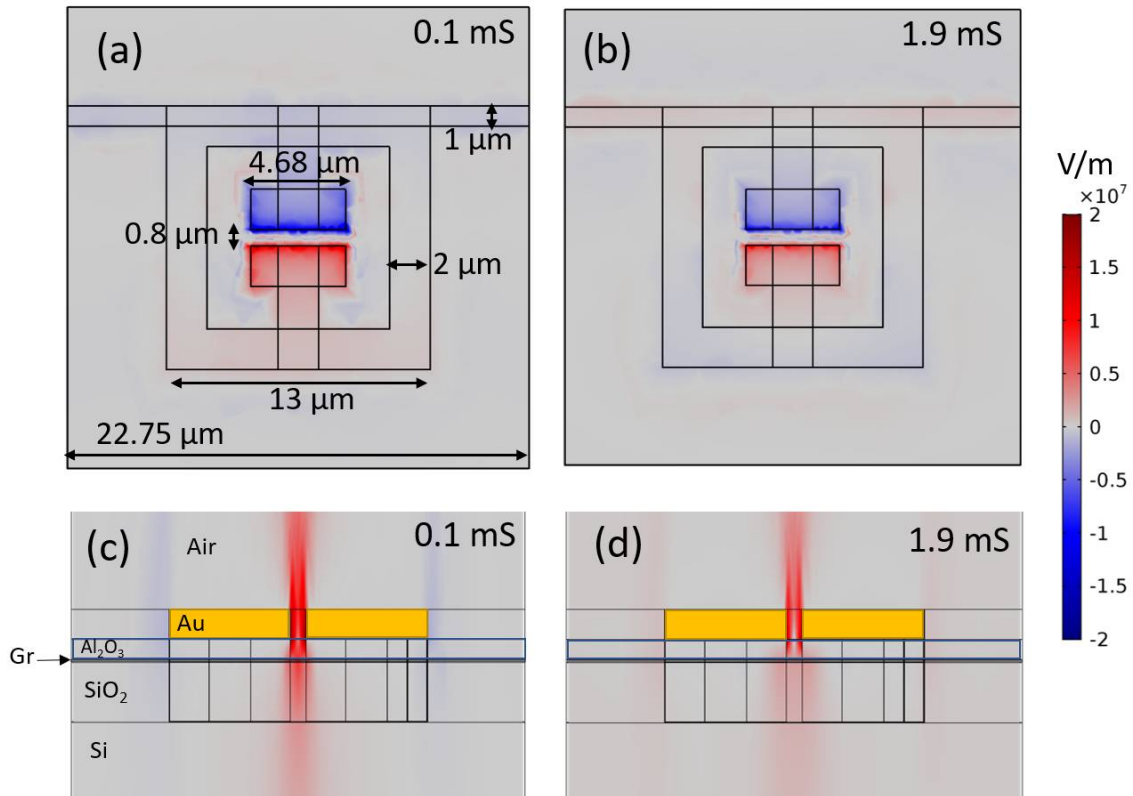 (a)
0.1 mS
(b)
1.9 mS
1 μm
4.68 μm
0.8 μm
2 μm
13 μm
22.75 μm
V/m
×10⁷
2
1.5
1
0.5
0
-0.5
-1
-1.5
-2
(c)
0.1 mS
Air
Au
Al₂O₃
Gr
SiO₂
Si
(d)
1.9 mS